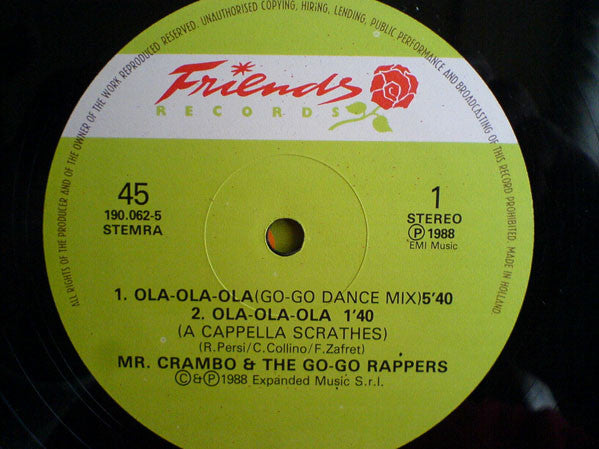 ALL RIGHTS OF THE PRODUCER AND OF THE OWNER OF THE WORK REPRODUCED RESERVED. UNAUTHORISED COPYING, HIRING, LENDING, PUBLIC PERFORMANCE AND BROADCASTING OF THIS RECORD PROHIBITED. MADE IN HOLLAND.
Friends
RECORDS
45
190.062-5
STEMRA
1
STEREO
Ⓟ 1988
EMI Music
1. OLA-OLA-OLA(GO-GO DANCE MIX)5'40
2. OLA-OLA-OLA 1'40
(A CAPPELLA SCRATHES)
(R.Persi/C.Collino/F.Zafret)
MR. CRAMBO & THE GO-GO RAPPERS
©&Ⓟ1988 Expanded Music S.r.l.